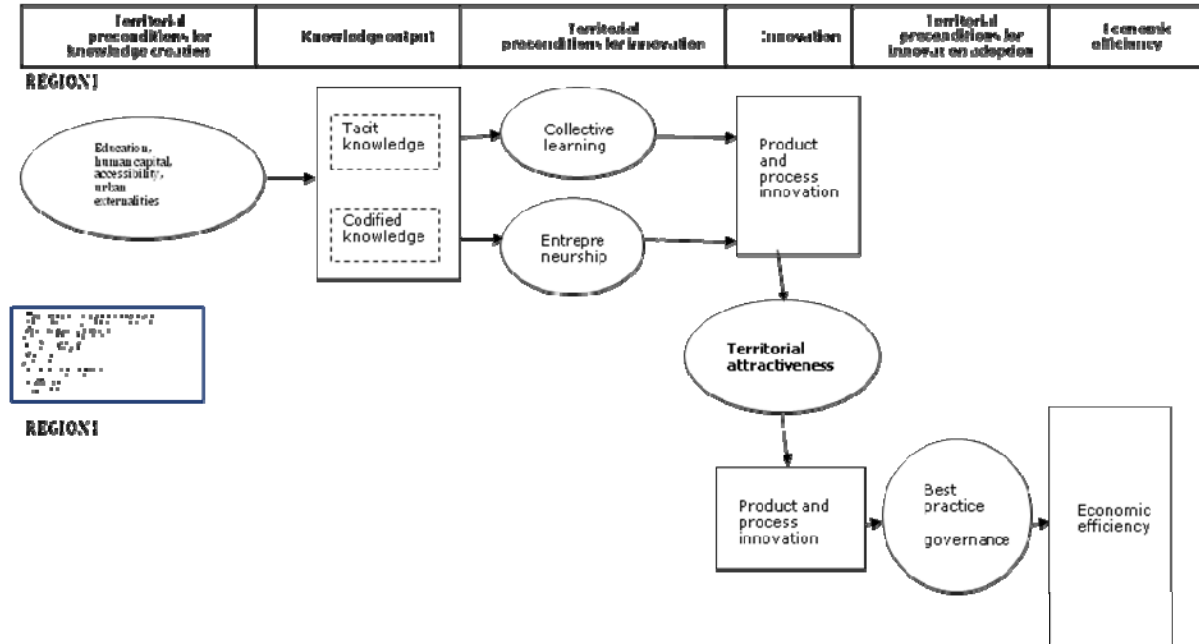 Territorial
preconditions for
knowledge creation
Knowledge output
Territorial
preconditions for innovation
Innovation
Territorial
preconditions for
innovation adoption
Economic
efficiency
REGION
Education,
human capital,
accessibility,
urban
externalities
Tacit
knowledge
Codified
knowledge
Collective
learning
Entrepre
neurship
Product
and
process
innovation
Territorial
attractiveness
REGION
Product and
process
innovation
Best
practice
governance
Economic
efficiency